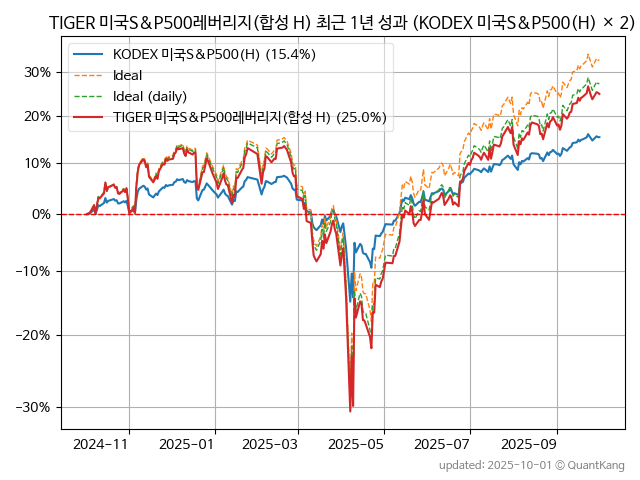 TIGER 미국S&P500레버리지(합성 H) 최근 1년 성과 (KODEX 미국S&P500(H) × 2)
KODEX 미국S&P500(H) (15.4%)
Ideal
Ideal (daily)
TIGER 미국S&P500레버리지(합성 H) (25.0%)
30%
20%
10%
0%
−10%
−20%
−30%
2024-11 2025-01 2025-03 2025-05 2025-07 2025-09
updated: 2025-10-01 © QuantKang